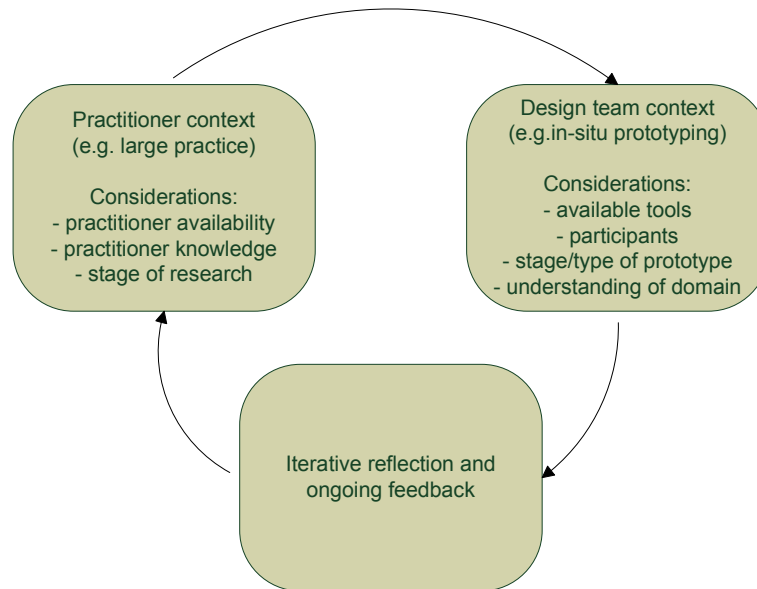 Practitioner context
(e.g. large practice)
Considerations:
- practitioner availability
- practitioner knowledge
- stage of research
Design team context
(e.g.in-situ prototyping)
Considerations:
- available tools
- participants
- stage/type of prototype
- understanding of domain
Iterative reflection and
ongoing feedback